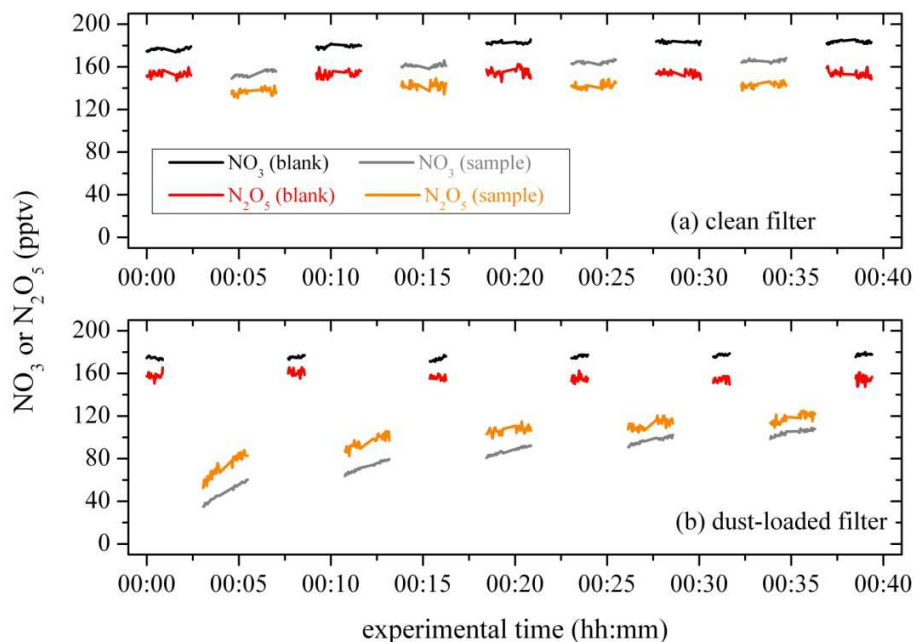 200
160
120
80
40
0
NO₃ (blank) NO₃ (sample)
N₂O₅ (blank) N₂O₅ (sample)
(a) clean filter
00:00 00:05 00:10 00:15 00:20 00:25 00:30 00:35 00:40
NO₃ or N₂O₅ (pptv)
200
160
120
80
40
0
(b) dust-loaded filter
00:00 00:05 00:10 00:15 00:20 00:25 00:30 00:35 00:40
experimental time (hh:mm)